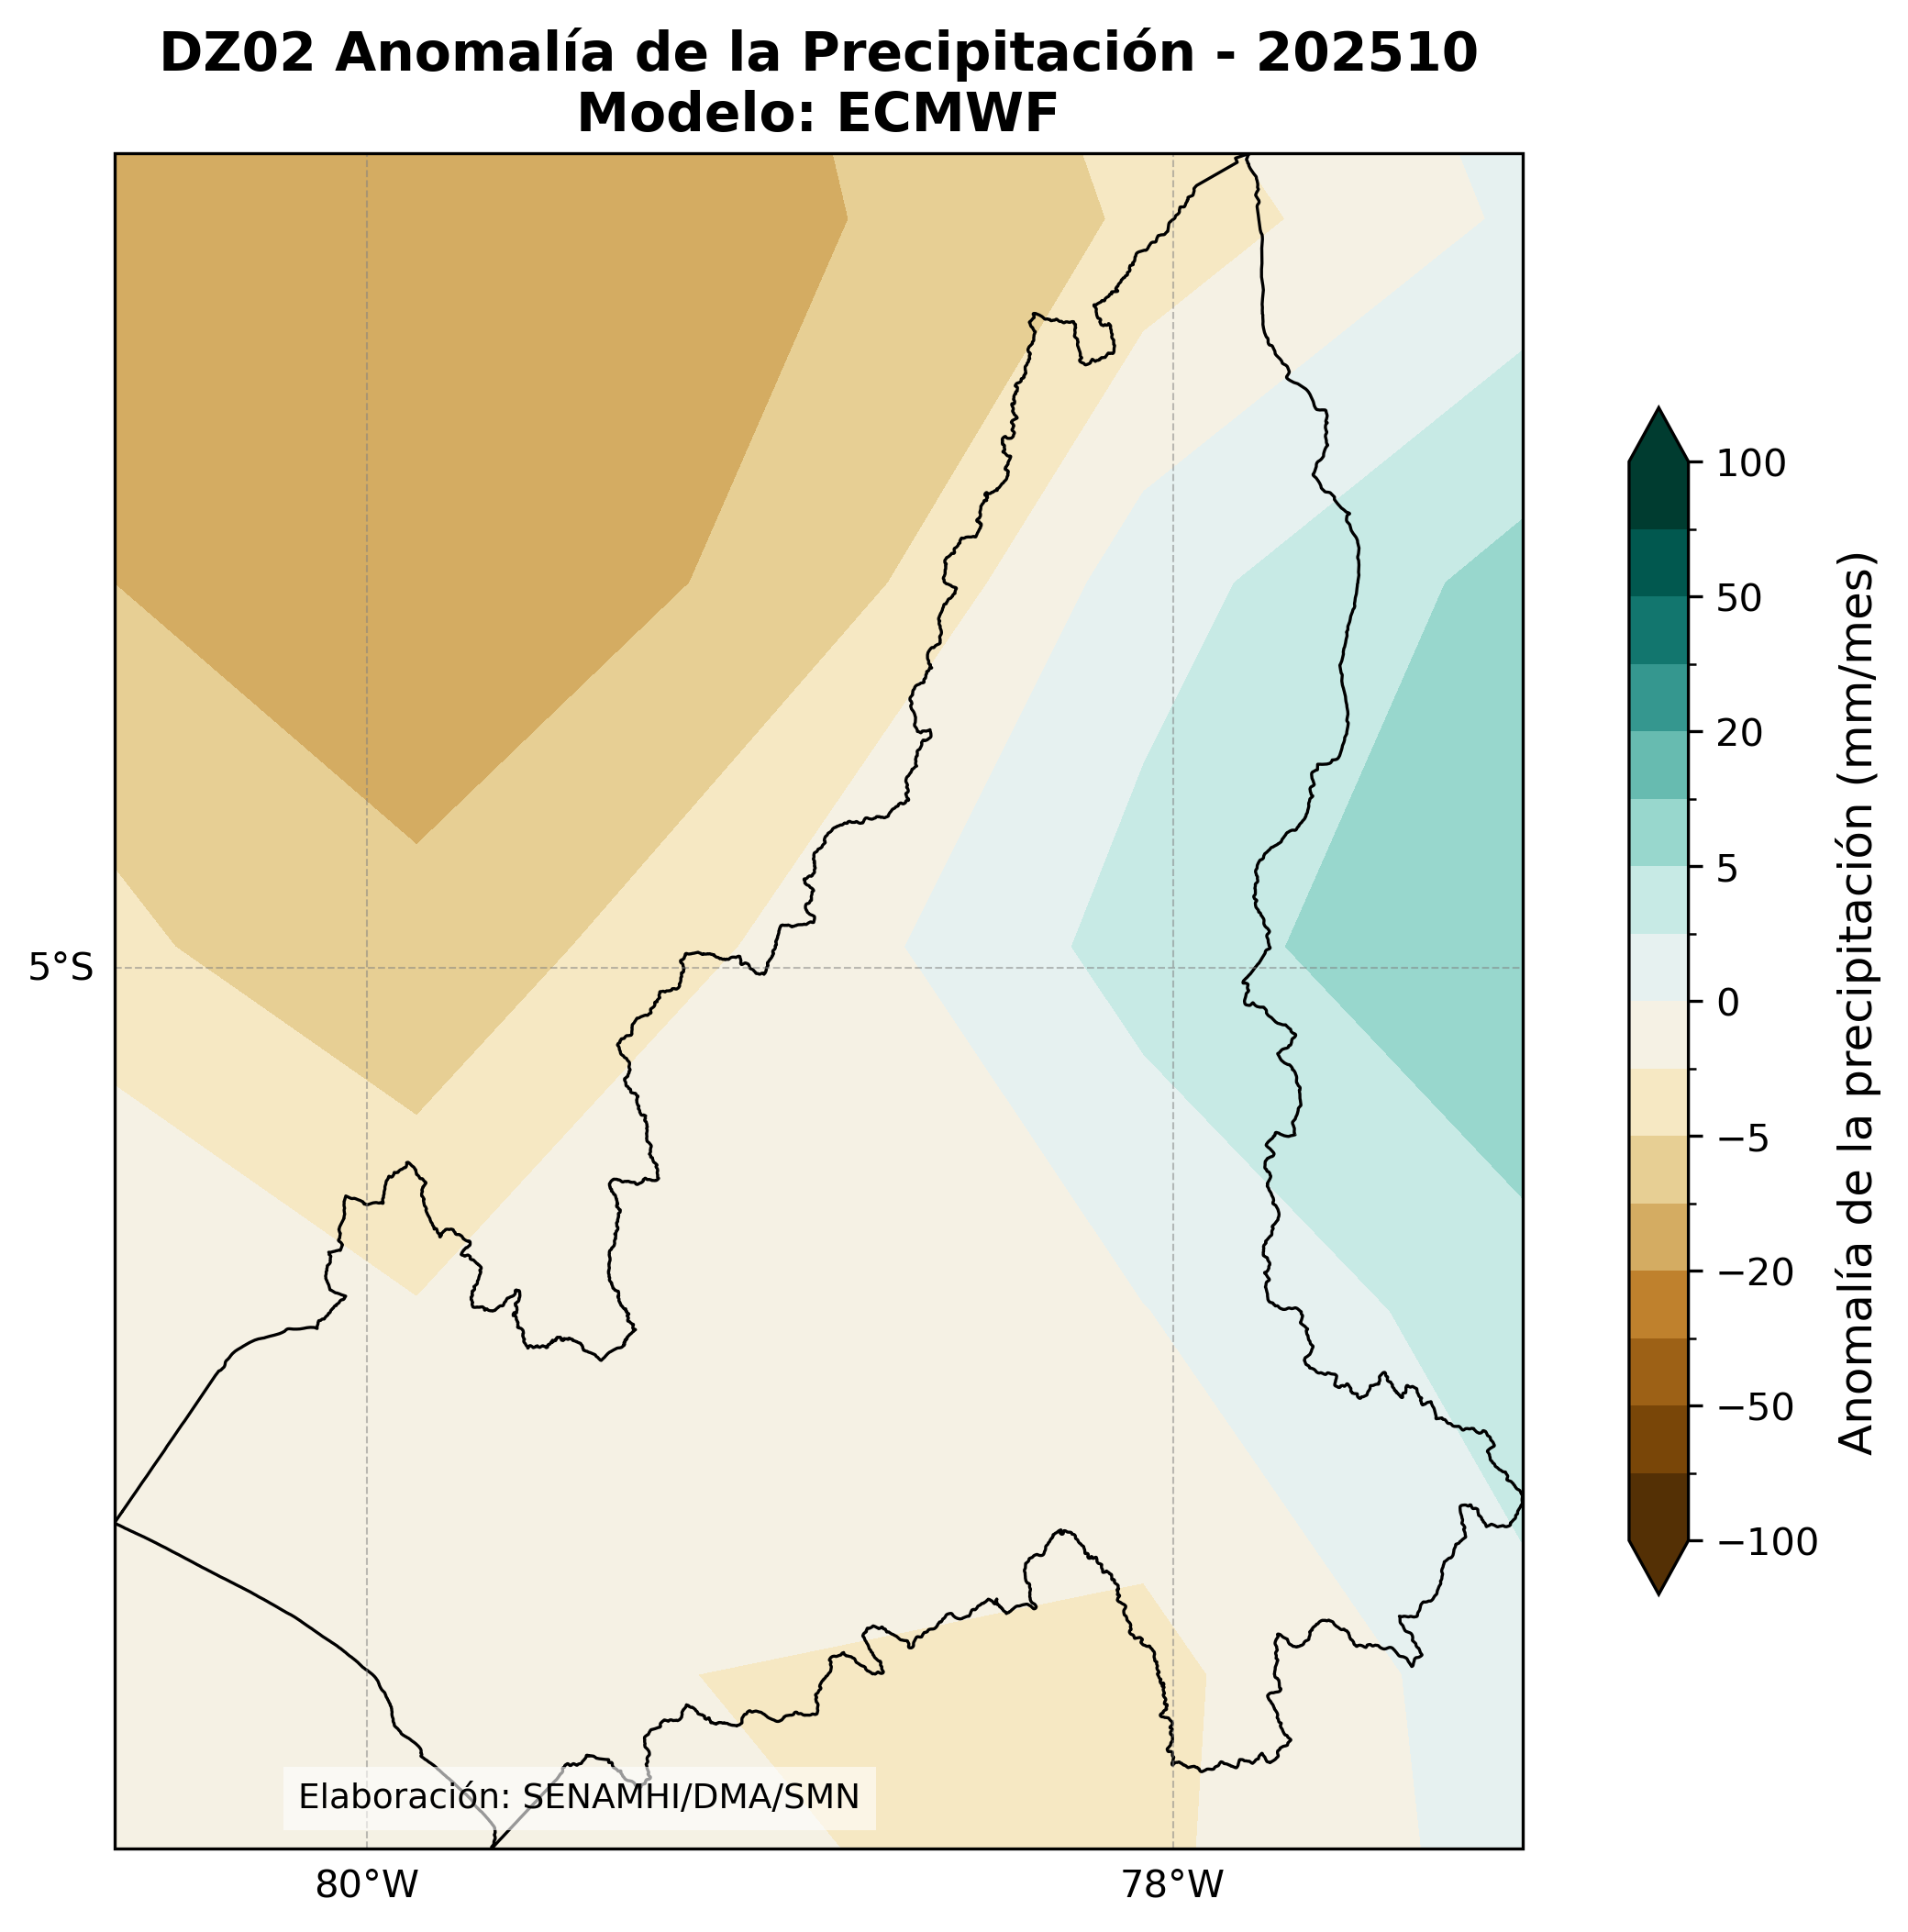 DZ02 Anomalía de la Precipitación - 202510
Modelo: ECMWF
5°S
80°W
78°W
Elaboración: SENAMHI/DMA/SMN
100
50
20
5
0
−5
−20
−50
−100
Anomalía de la precipitación (mm/mes)